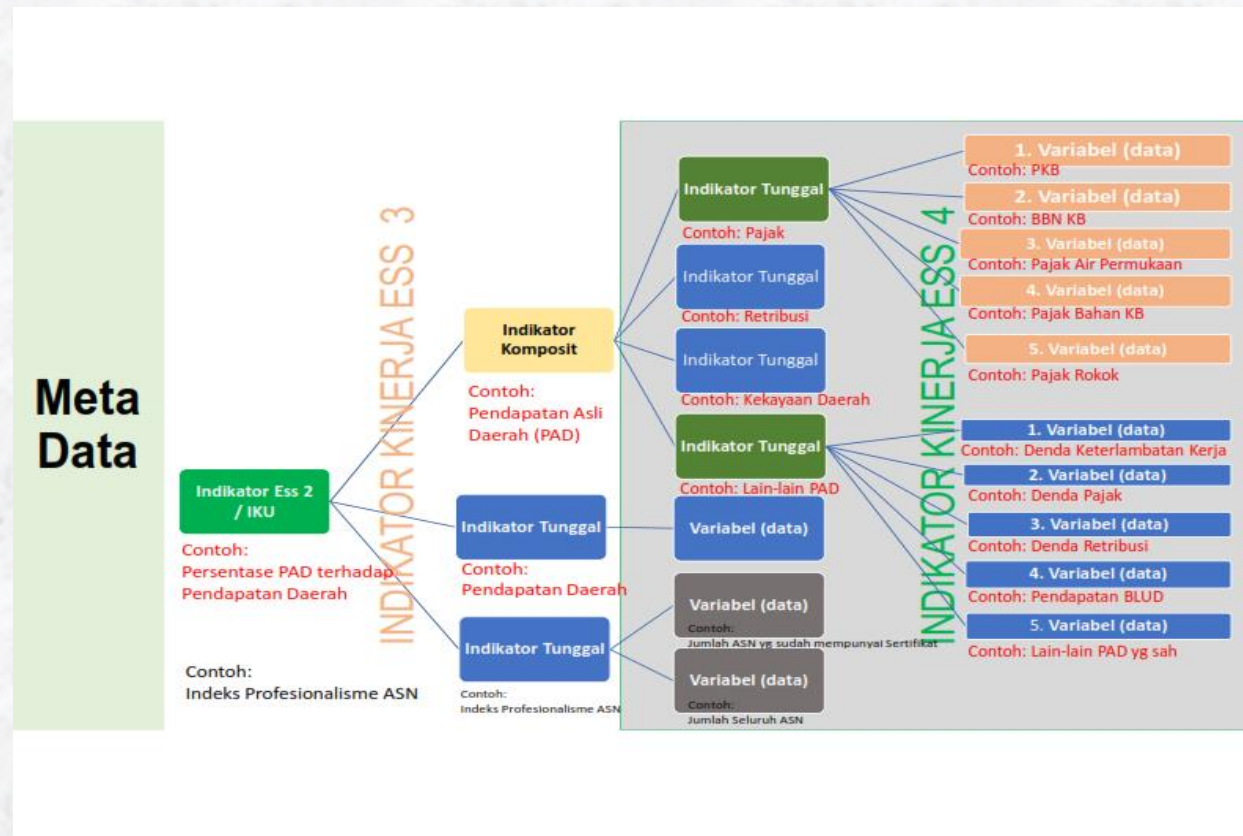 Meta
Data
Indikator Ess 2
/ IKU
Contoh:
Persentase PAD terhadap
Pendapatan Daerah
Contoh:
Indeks Profesionalisme ASN
INDIKATOR KINERJA ESS 3
Indikator
Komposit
Contoh:
Pendapatan Asli
Daerah (PAD)
Indikator Tunggal
Contoh:
Pendapatan Daerah
Indikator Tunggal
Contoh:
Indeks Profesionalisme ASN
Indikator Tunggal
Contoh: Pajak
Indikator Tunggal
Contoh: Retribusi
Indikator Tunggal
Contoh: Kekayaan Daerah
Indikator Tunggal
Contoh: Lain-lain PAD
Variabel (data)
Variabel (data)
Contoh:
Jumlah ASN yg sudah mempunyai Sertifikat
Variabel (data)
Contoh:
Jumlah Seluruh ASN
INDIKATOR KINERJA ESS 4
1. Variabel (data)
Contoh: PKB
2. Variabel (data)
Contoh: BBN KB
3. Variabel (data)
Contoh: Pajak Air Permukaan
4. Variabel (data)
Contoh: Pajak Bahan KB
5. Variabel (data)
Contoh: Pajak Rokok
1. Variabel (data)
Contoh: Denda Keterlambatan Kerja
2. Variabel (data)
Contoh: Denda Pajak
3. Variabel (data)
Contoh: Denda Retribusi
4. Variabel (data)
Contoh: Pendapatan BLUD
5. Variabel (data)
Contoh: Lain-lain PAD yg sah